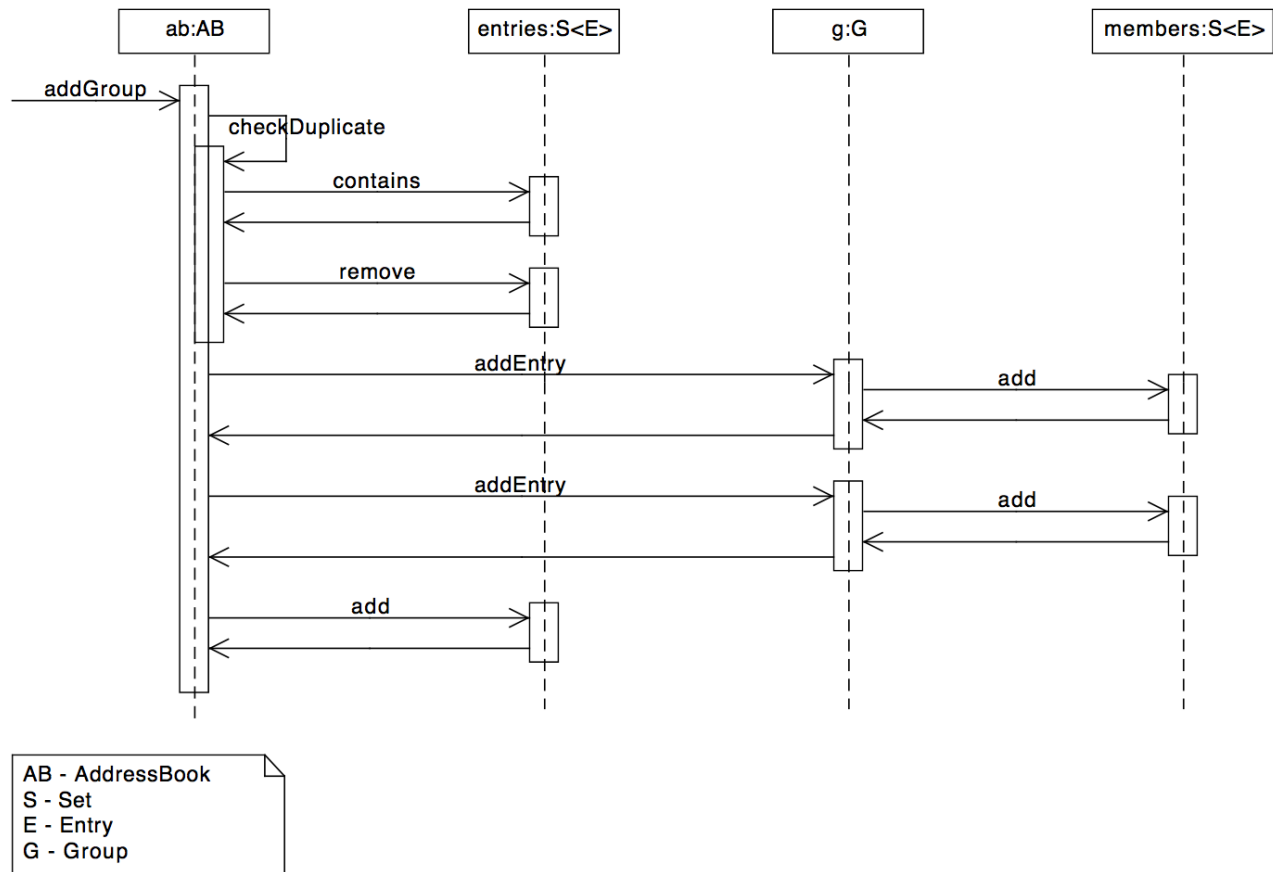 ab:AB
entries:S<E>
g:G
members:S<E>
addGroup
checkDuplicate
contains
remove
addEntry
add
addEntry
add
add
AB - AddressBook
S - Set
E - Entry
G - Group